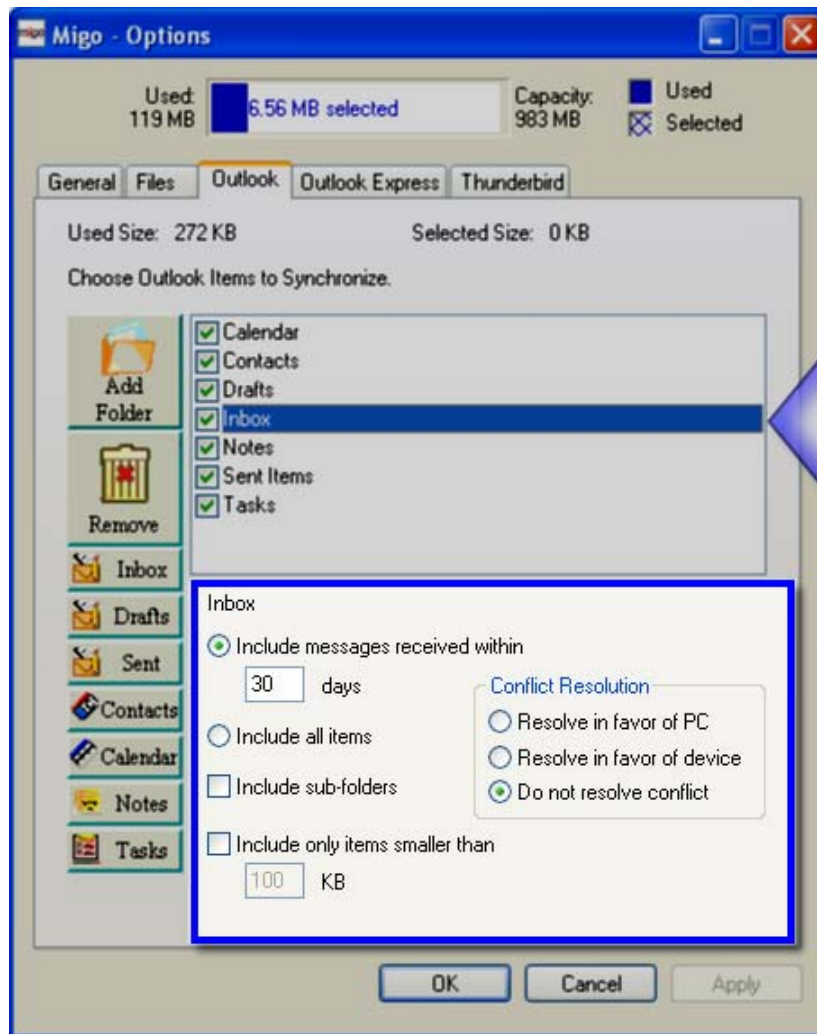 migo Migo - Options
Used: 119 MB
6.56 MB selected
Capacity: 983 MB
Used
Selected
General Files Outlook Outlook Express Thunderbird
Used Size: 272 KB Selected Size: 0 KB
Choose Outlook Items to Synchronize.
Add
Folder
Remove
Inbox
Drafts
Sent
Contacts
Calendar
Notes
Tasks
Calendar
Contacts
Drafts
Inbox
Notes
Sent Items
Tasks
Inbox
Include messages received within
30 days
Include all items
Include sub-folders
Include only items smaller than
100 KB
Conflict Resolution
Resolve in favor of PC
Resolve in favor of device
Do not resolve conflict
OK Cancel Apply